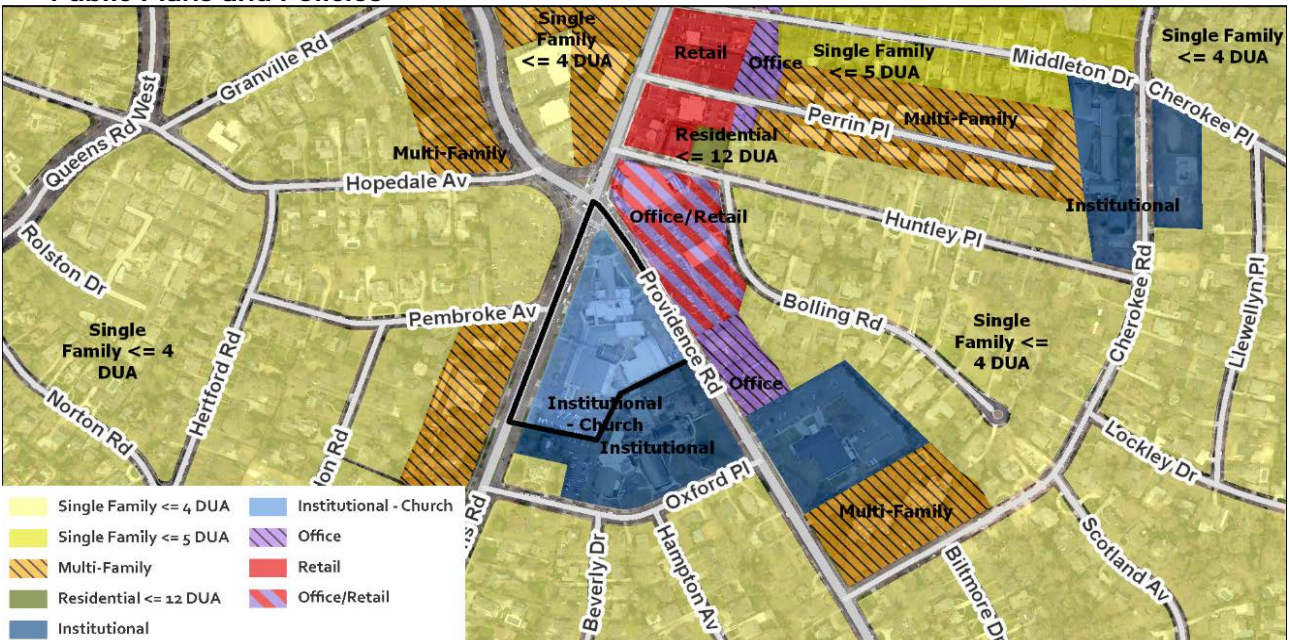 Public Plans and Policies
Single
Family
<= 4 DUA
Retail
Office
Single Family
<= 5 DUA
Middleton Dr
Single Family
<= 4 DUA
Cherokee Pl
Granville Rd
Queens Rd West
Multi-Family
Hopedale Av
Residential
<= 12 DUA
Perrin Pl
Multi-Family
Institutional
Office/Retail
Huntley Pl
Rolston Dr
Pembroke Av
Providence Rd
Bolling Rd
Cherokee Rd
Llewellyn Pl
Single
Family <= 4
DUA
Hertford Rd
Norton Rd
Single
Family <=
4 DUA
Office
Institutional
- Church
Institutional
Lockley Dr
Oxford Pl
Multi-Family
Scotland Av
Beverly Dr
Hampton Av
Biltmore Dr
Single Family <= 4 DUA
Single Family <= 5 DUA
Multi-Family
Residential <= 12 DUA
Institutional
Institutional - Church
Office
Retail
Office/Retail